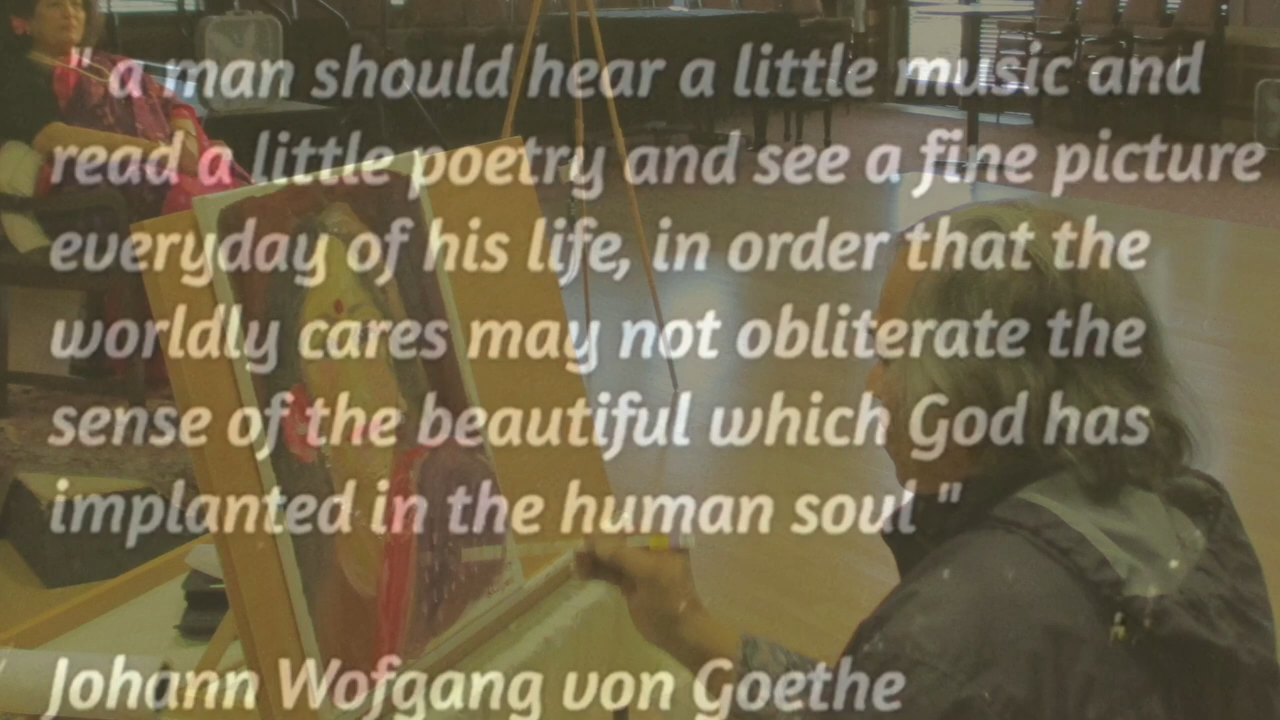 " a man should hear a little music and
read a little poetry and see a fine picture
everyday of his life, in order that the
worldly cares may not obliterate the
sense of the beautiful which God has
implanted in the human soul "
Johann Wofgang von Goethe